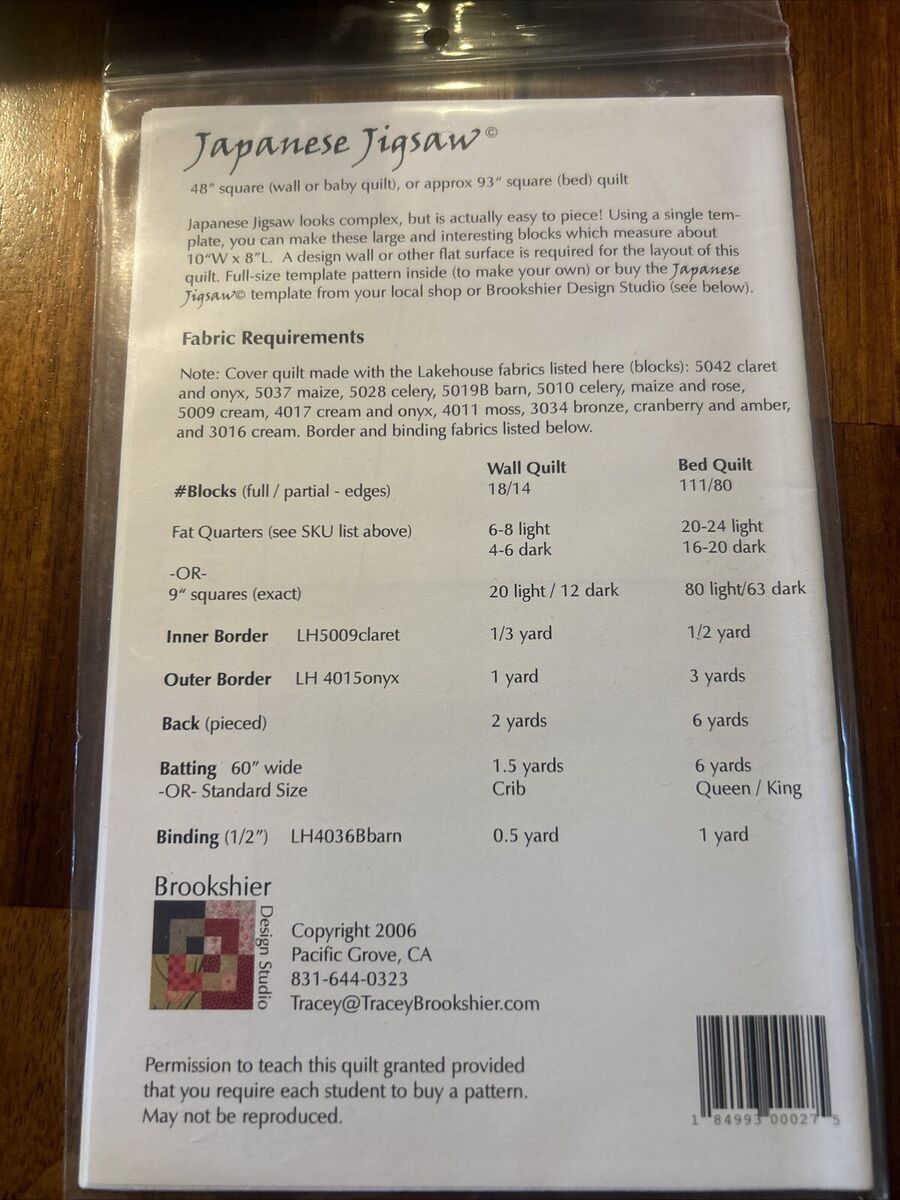 Japanese Jigsaw©
48" square (wall or baby quilt), or approx 93" square (bed) quilt
Japanese Jigsaw looks complex, but is actually easy to piece! Using a single tem-
plate, you can make these large and interesting blocks which measure about
10"W x 8"L. A design wall or other flat surface is required for the layout of this
quilt. Full-size template pattern inside (to make your own) or buy the Japanese
Jigsaw© template from your local shop or Brookshier Design Studio (see below).
Fabric Requirements
Note: Cover quilt made with the Lakehouse fabrics listed here (blocks): 5042 claret
and onyx, 5037 maize, 5028 celery, 5019B barn, 5010 celery, maize and rose,
5009 cream, 4017 cream and onyx, 4011 moss, 3034 bronze, cranberry and amber,
and 3016 cream. Border and binding fabrics listed below.
Wall Quilt Bed Quilt
#Blocks (full / partial - edges) 18/14 111/80
Fat Quarters (see SKU list above) 6-8 light 20-24 light
4-6 dark 16-20 dark
-OR-
9" squares (exact) 20 light / 12 dark 80 light/63 dark
Inner Border LH5009claret 1/3 yard 1/2 yard
Outer Border LH 4015onyx 1 yard 3 yards
Back (pieced) 2 yards 6 yards
Batting 60" wide 1.5 yards 6 yards
-OR- Standard Size Crib Queen / King
Binding (1/2") LH4036Bbarn 0.5 yard 1 yard
Brookshier
Design Studio
Copyright 2006
Pacific Grove, CA
831-644-0323
Tracey@TraceyBrookshier.com
Permission to teach this quilt granted provided
that you require each student to buy a pattern.
May not be reproduced.
1 84993 00027 5